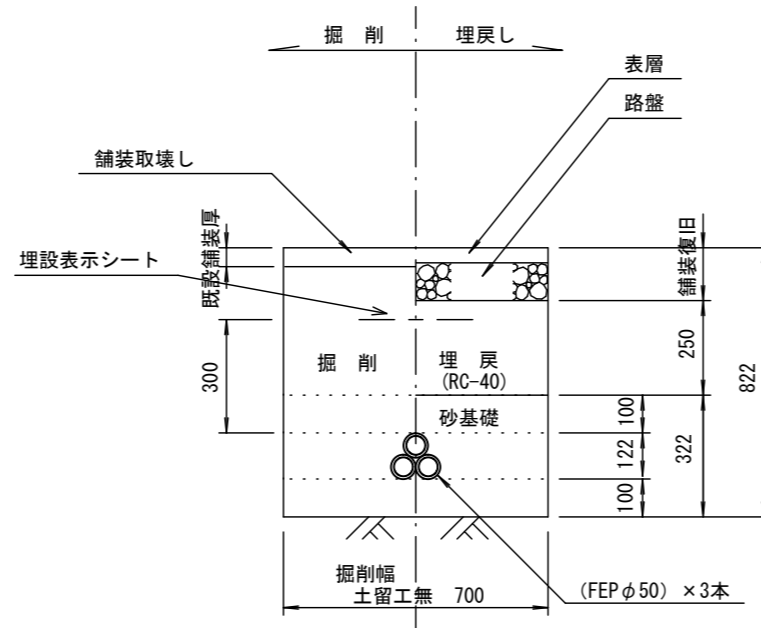 掘　削　埋戻し
表層
路盤
舗装取壊し
既設舗装厚
舗装復旧
埋設表示シート
掘　削
埋　戻
(RC-40)
砂基礎
300
250
822
100
122
322
100
掘削幅
土留工無　700
(FEPφ50) ×3本